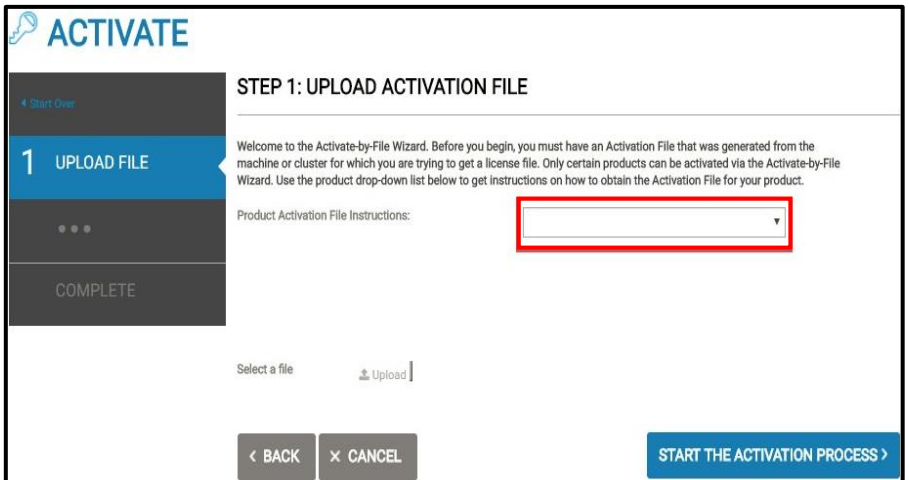 ACTIVATE
Start Over
1 UPLOAD FILE
COMPLETE
STEP 1: UPLOAD ACTIVATION FILE
Welcome to the Activate-by-File Wizard. Before you begin, you must have an Activation File that was generated from the
machine or cluster for which you are trying to get a license file. Only certain products can be activated via the Activate-by-File
Wizard. Use the product drop-down list below to get instructions on how to obtain the Activation File for your product.
Product Activation File Instructions:
Select a file Upload
< BACK × CANCEL START THE ACTIVATION PROCESS >